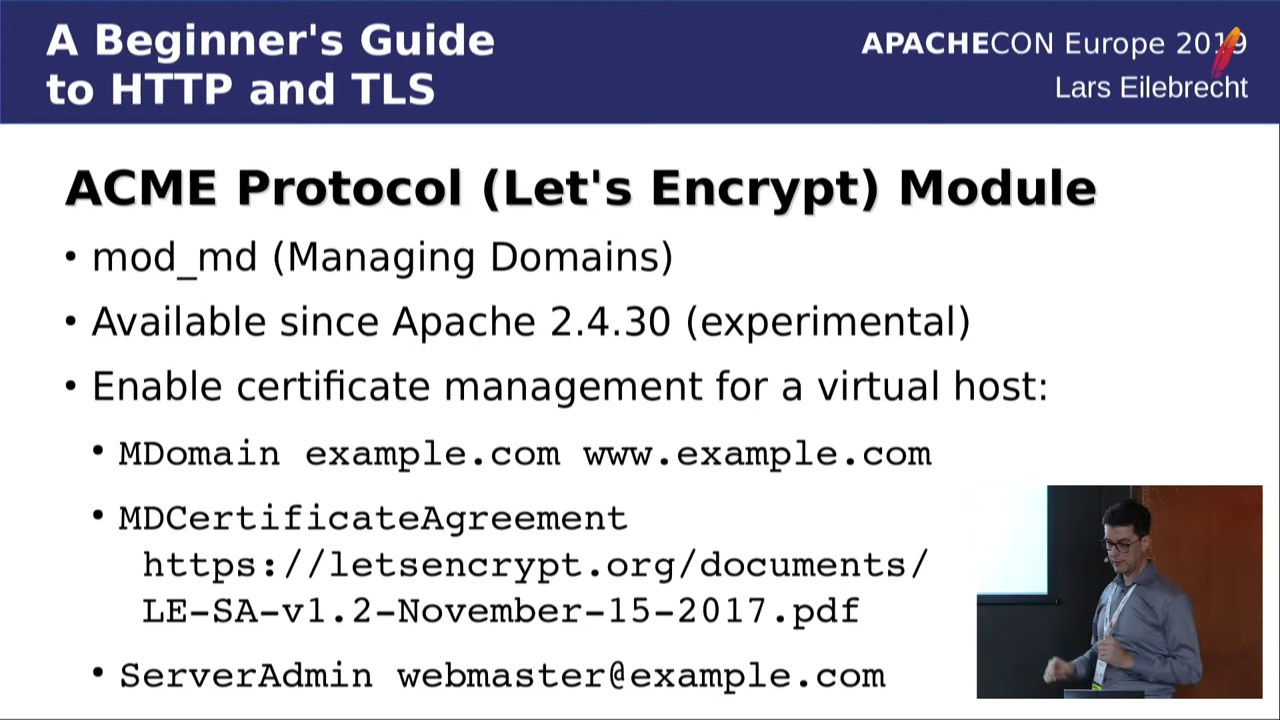 A Beginner's Guide
to HTTP and TLS
APACHECON Europe 2019
Lars Eilebrecht
ACME Protocol (Let's Encrypt) Module
• mod_md (Managing Domains)
• Available since Apache 2.4.30 (experimental)
• Enable certificate management for a virtual host:
• MDomain example.com www.example.com
• MDCertificateAgreement
https://letsencrypt.org/documents/
LE-SA-v1.2-November-15-2017.pdf
• ServerAdmin webmaster@example.com